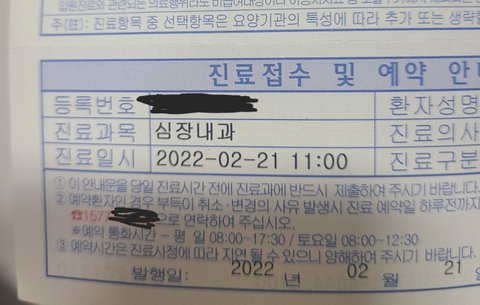 주(註): 진료항목 중 선택항목은 요양기관의 특성에 따라 추가 또는 생략
진료접수 및 예약 안
등록번호 환자성명
진료과목 심장내과 진료의사
진료일시 2022-02-21 11:00 진료구분
① 이 안내문을 당일 진료시간 전에 진료과에 반드시 제출하여 주시기 바랍니다.
② 예약환자인 경우 부득이 취소·변경의 사유 발생시 진료 예약일 하루전까지
☎1577 으로 연락하여 주십시오.
※ 예약 통화시간 - 평 일 08:00~17:30 / 토요일 08:00~12:30
③ 예약시간은 진료사정에 따라 지연 될 수 있으니 양해하여 주시기 바랍니다.
발행일: 2022 년 02 월 21 일